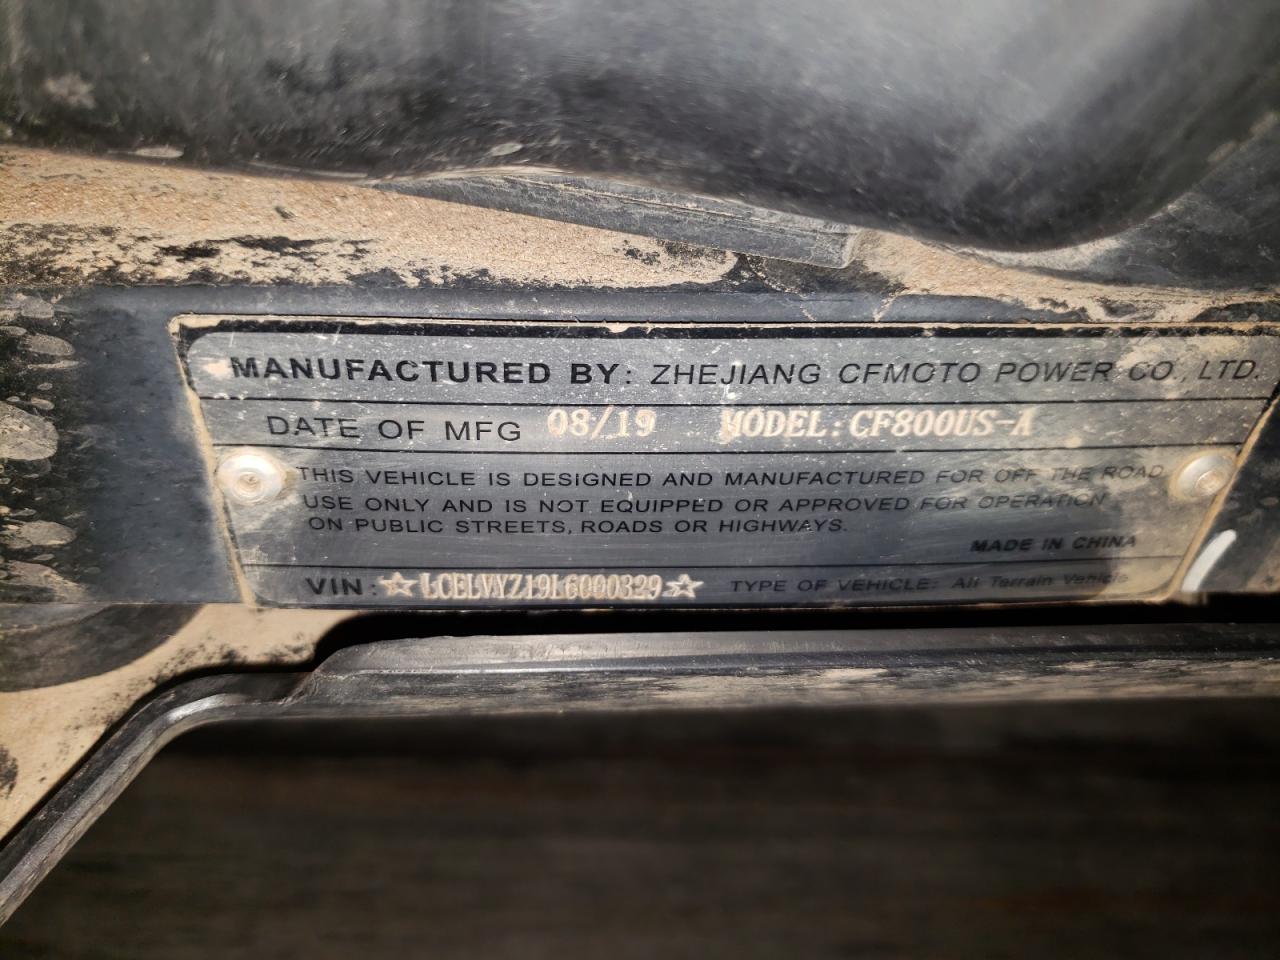 MANUFACTURED BY: ZHEJIANG CFMOTO POWER CO., LTD.
DATE OF MFG 08/19 MODEL:CF800US-A
THIS VEHICLE IS DESIGNED AND MANUFACTURED FOR OFF THE ROAD
USE ONLY AND IS NOT EQUIPPED OR APPROVED FOR OPERATION
ON PUBLIC STREETS, ROADS OR HIGHWAYS.
MADE IN CHINA
VIN:☆LCELVYZ19L6000329☆ TYPE OF VEHICLE: All Terrain Vehicle